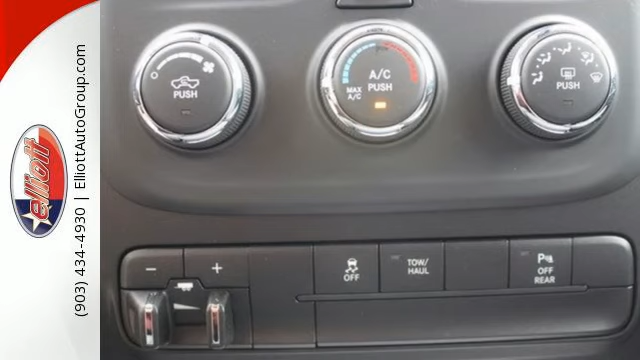 (903) 434-4930 | ElliottAutoGroup.com
elliott
PUSH
A/C
PUSH
MAX
A/C
PUSH
− +
OFF
TOW/
HAUL
OFF
REAR